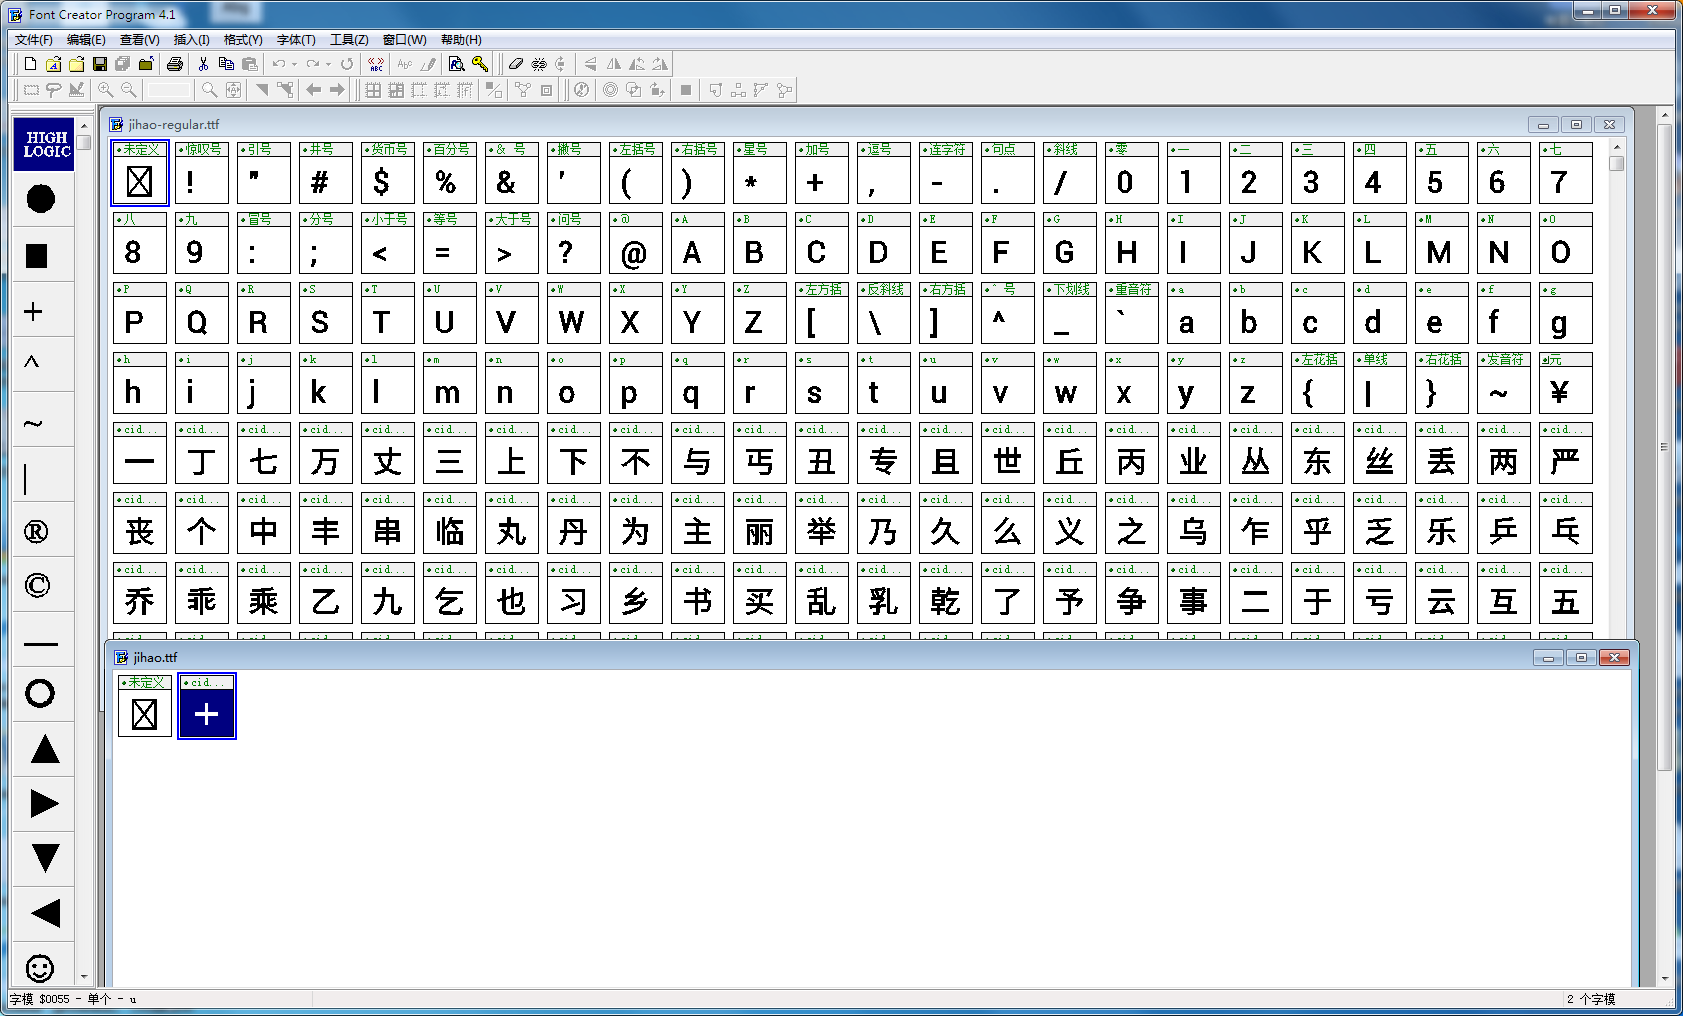 Font Creator Program 4.1
文件(F) 编辑(E) 查看(V) 插入(I) 格式(Y) 字体(T) 工具(Z) 窗口(W) 帮助(H)
HIGH
LOGIC
+
^
~
|
®
©
—
jihao-regular.ttf
未定义 惊叹号 引号 井号 货币号 百分号 & 号 撇号 左括号 右括号 星号 加号 逗号 连字符 句点 斜线 零 一 二 三 四 五 六 七
! " # $ % & ' ( ) * + , - . / 0 1 2 3 4 5 6 7
八 九 冒号 分号 小于号 等号 大于号 问号 @ A B C D E F G H I J K L M N O
8 9 : ; < = > ? @ A B C D E F G H I J K L M N O
P Q R S T U V W X Y Z 左方括 反斜线 右方括 ^ 号 下划线 重音符 a b c d e f g
P Q R S T U V W X Y Z [ \ ] ^ _ ` a b c d e f g
h i j k l m n o p q r s t u v w x y z 左花括 单线 右花括 发音符 元
h i j k l m n o p q r s t u v w x y z { | } ~ ¥
cid... cid... cid... cid... cid... cid... cid... cid... cid... cid... cid... cid... cid... cid... cid... cid... cid... cid... cid... cid... cid... cid... cid... cid...
一 丁 七 万 丈 三 上 下 不 与 丐 丑 专 且 世 丘 丙 业 丛 东 丝 丢 两 严
cid... cid... cid... cid... cid... cid... cid... cid... cid... cid... cid... cid... cid... cid... cid... cid... cid... cid... cid... cid... cid... cid... cid... cid...
丧 个 中 丰 串 临 丸 丹 为 主 丽 举 乃 久 么 义 之 乌 乍 乎 乏 乐 乒 乓
cid... cid... cid... cid... cid... cid... cid... cid... cid... cid... cid... cid... cid... cid... cid... cid... cid... cid... cid... cid... cid... cid... cid... cid...
乔 乖 乘 乙 九 乞 也 习 乡 书 买 乱 乳 乾 了 予 争 事 二 于 亏 云 互 五
jihao.ttf
未定义 cid...
+
字模 $0055 - 单个 - u
2 个字模